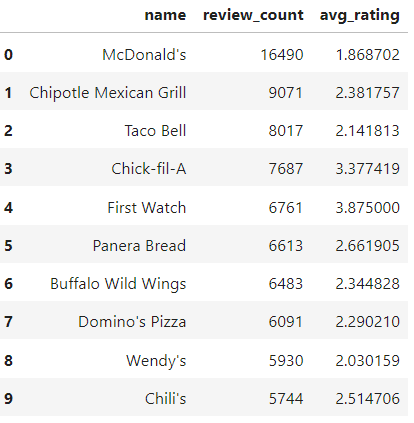 name review_count avg_rating
0 McDonald's 16490 1.868702
1 Chipotle Mexican Grill 9071 2.381757
2 Taco Bell 8017 2.141813
3 Chick-fil-A 7687 3.377419
4 First Watch 6761 3.875000
5 Panera Bread 6613 2.661905
6 Buffalo Wild Wings 6483 2.344828
7 Domino's Pizza 6091 2.290210
8 Wendy's 5930 2.030159
9 Chili's 5744 2.514706